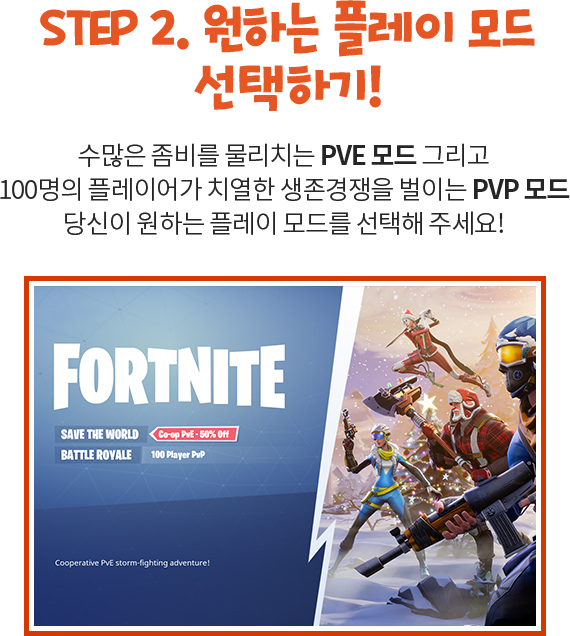 STEP 2. 원하는 플레이 모드
선택하기!
수많은 좀비를 물리치는 PVE 모드 그리고
100명의 플레이어가 치열한 생존경쟁을 벌이는 PVP 모드
당신이 원하는 플레이 모드를 선택해 주세요!
FORTNITE
SAVE THE WORLD Co-op PvE - 50% Off
BATTLE ROYALE 100 Player PvP
Cooperative PvE storm-fighting adventure!